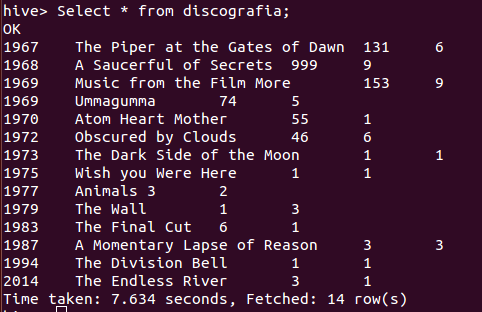 hive> Select * from discografia;
OK
1967 The Piper at the Gates of Dawn 131 6
1968 A Saucerful of Secrets 999 9
1969 Music from the Film More 153 9
1969 Ummagumma 74 5
1970 Atom Heart Mother 55 1
1972 Obscured by Clouds 46 6
1973 The Dark Side of the Moon 1 1
1975 Wish you Were Here 1 1
1977 Animals 3 2
1979 The Wall 1 3
1983 The Final Cut 6 1
1987 A Momentary Lapse of Reason 3 3
1994 The Division Bell 1 1
2014 The Endless River 3 1
Time taken: 7.634 seconds, Fetched: 14 row(s)